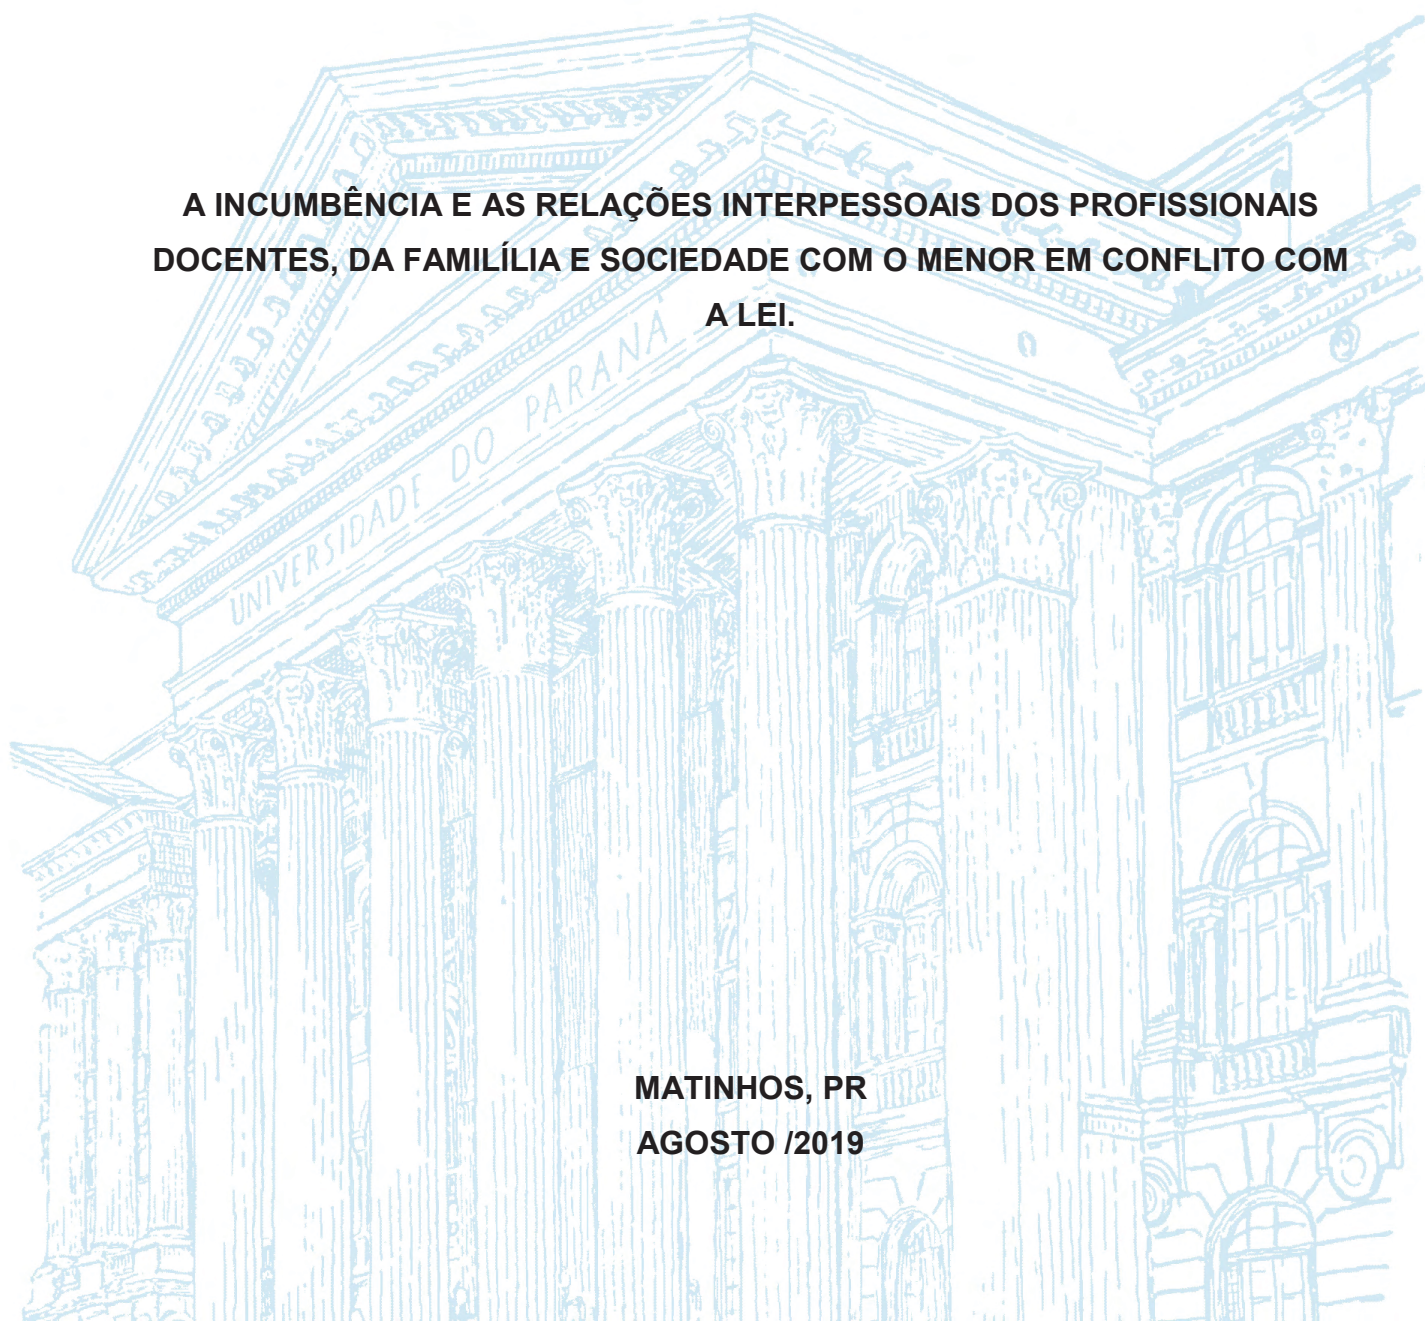 A INCUMBÊNCIA E AS RELAÇÕES INTERPESSOAIS DOS PROFISSIONAIS
DOCENTES, DA FAMILÍLIA E SOCIEDADE COM O MENOR EM CONFLITO COM
A LEI.
UNIVERSIDADE DO PARANÁ
MATINHOS, PR
AGOSTO /2019